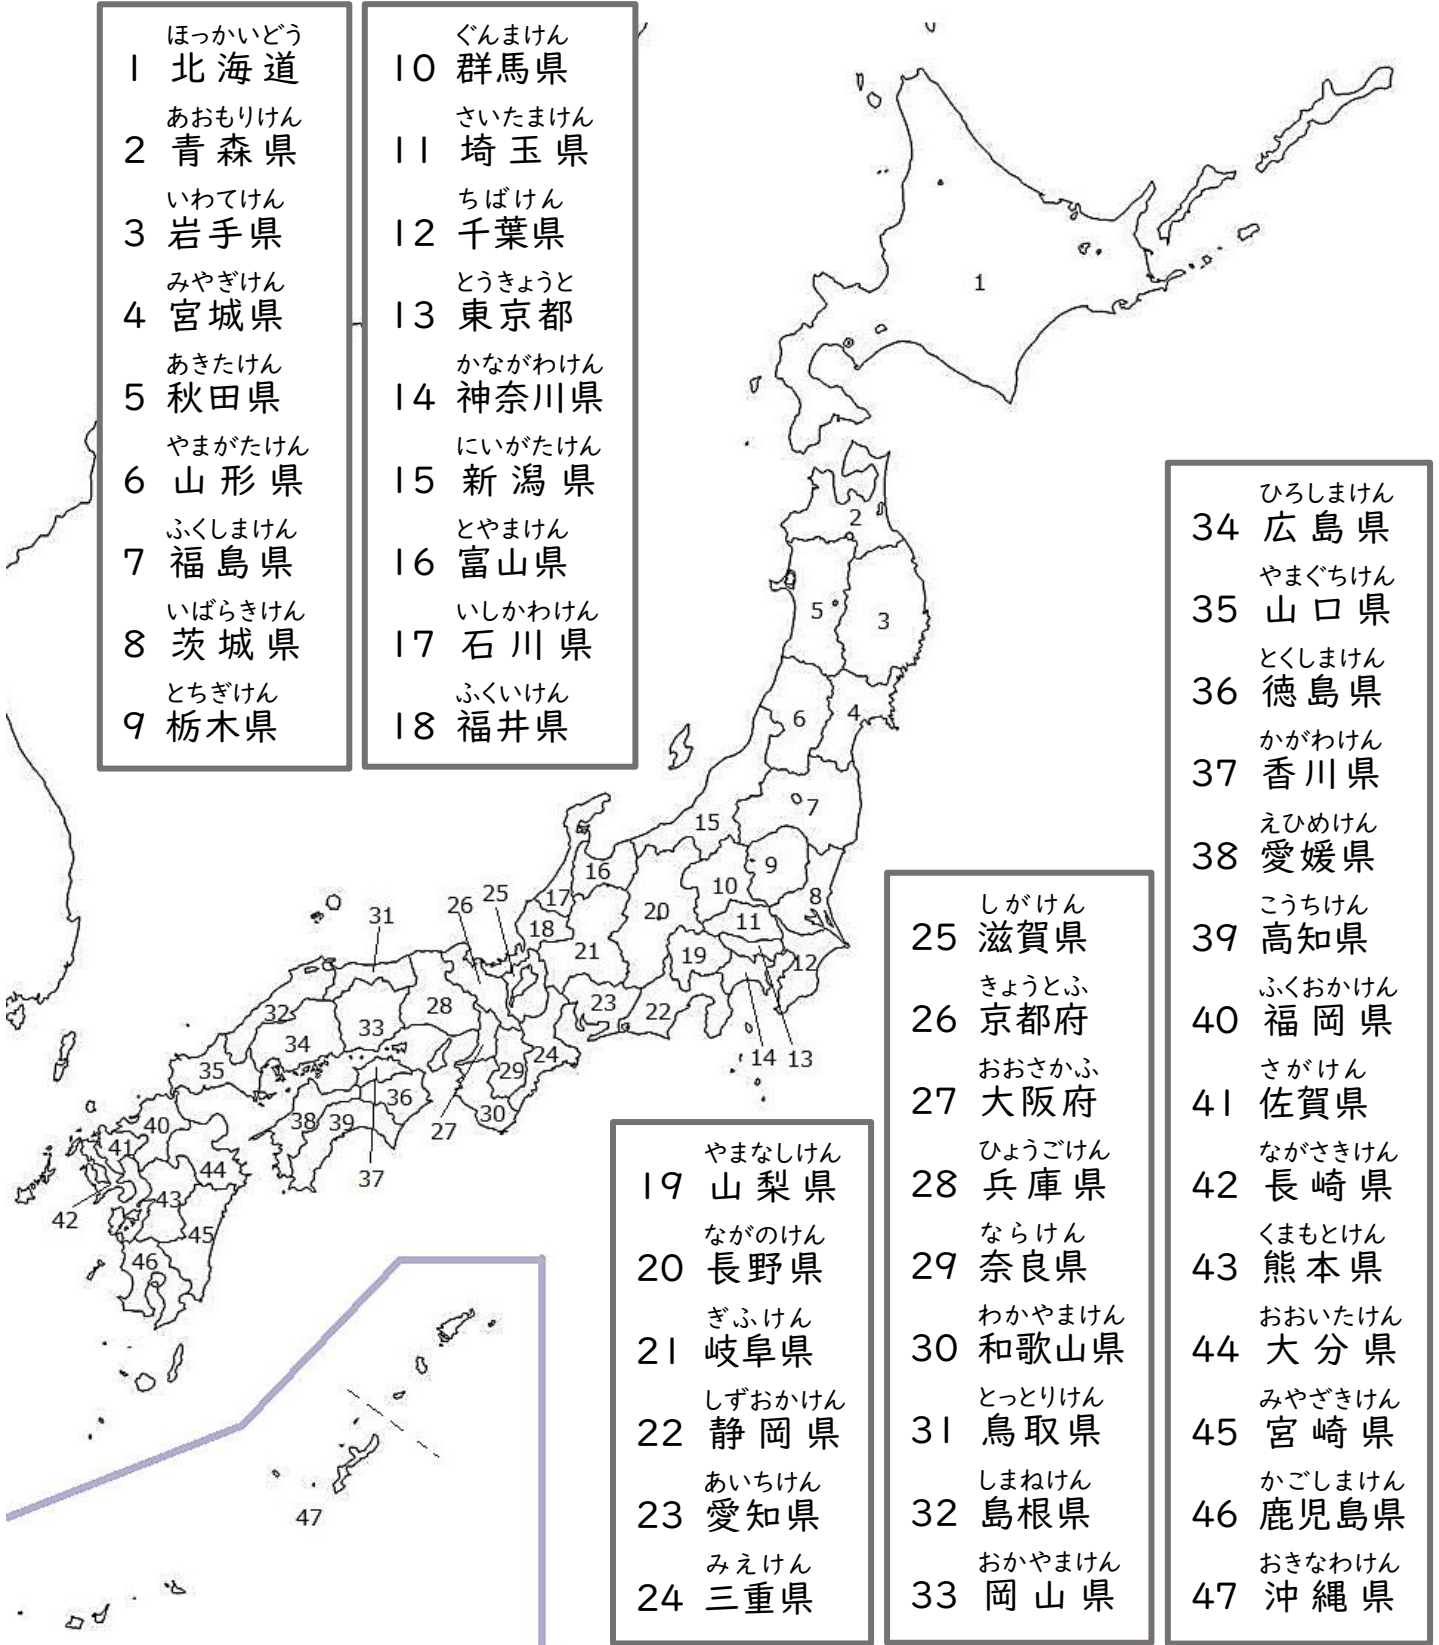 ほっかいどう
1 北海道
あおもりけん
2 青森県
いわてけん
3 岩手県
みやぎけん
4 宮城県
あきたけん
5 秋田県
やまがたけん
6 山形県
ふくしまけん
7 福島県
いばらきけん
8 茨城県
とちぎけん
9 栃木県
ぐんまけん
10 群馬県
さいたまけん
11 埼玉県
ちばけん
12 千葉県
とうきょうと
13 東京都
かながわけん
14 神奈川県
にいがたけん
15 新潟県
とやまけん
16 富山県
いしかわけん
17 石川県
ふくいけん
18 福井県
やまなしけん
19 山梨県
ながのけん
20 長野県
ぎふけん
21 岐阜県
しずおかけん
22 静岡県
あいちけん
23 愛知県
みえけん
24 三重県
しがけん
25 滋賀県
きょうとふ
26 京都府
おおさかふ
27 大阪府
ひょうごけん
28 兵庫県
ならけん
29 奈良県
わかやまけん
30 和歌山県
とっとりけん
31 鳥取県
しまねけん
32 島根県
おかやまけん
33 岡山県
ひろしまけん
34 広島県
やまぐちけん
35 山口県
とくしまけん
36 徳島県
かがわけん
37 香川県
えひめけん
38 愛媛県
こうちけん
39 高知県
ふくおかけん
40 福岡県
さがけん
41 佐賀県
ながさきけん
42 長崎県
くまもとけん
43 熊本県
おおいたけん
44 大分県
みやざきけん
45 宮崎県
かごしまけん
46 鹿児島県
おきなわけん
47 沖縄県
1
2
5
3
6
4
7
15
9
16
10
8
17
25
26
31
20
11
18
21
19
12
28
23
32
22
33
34
24
14
13
35
29
36
30
38
39
40
27
41
44
37
43
42
45
46
47